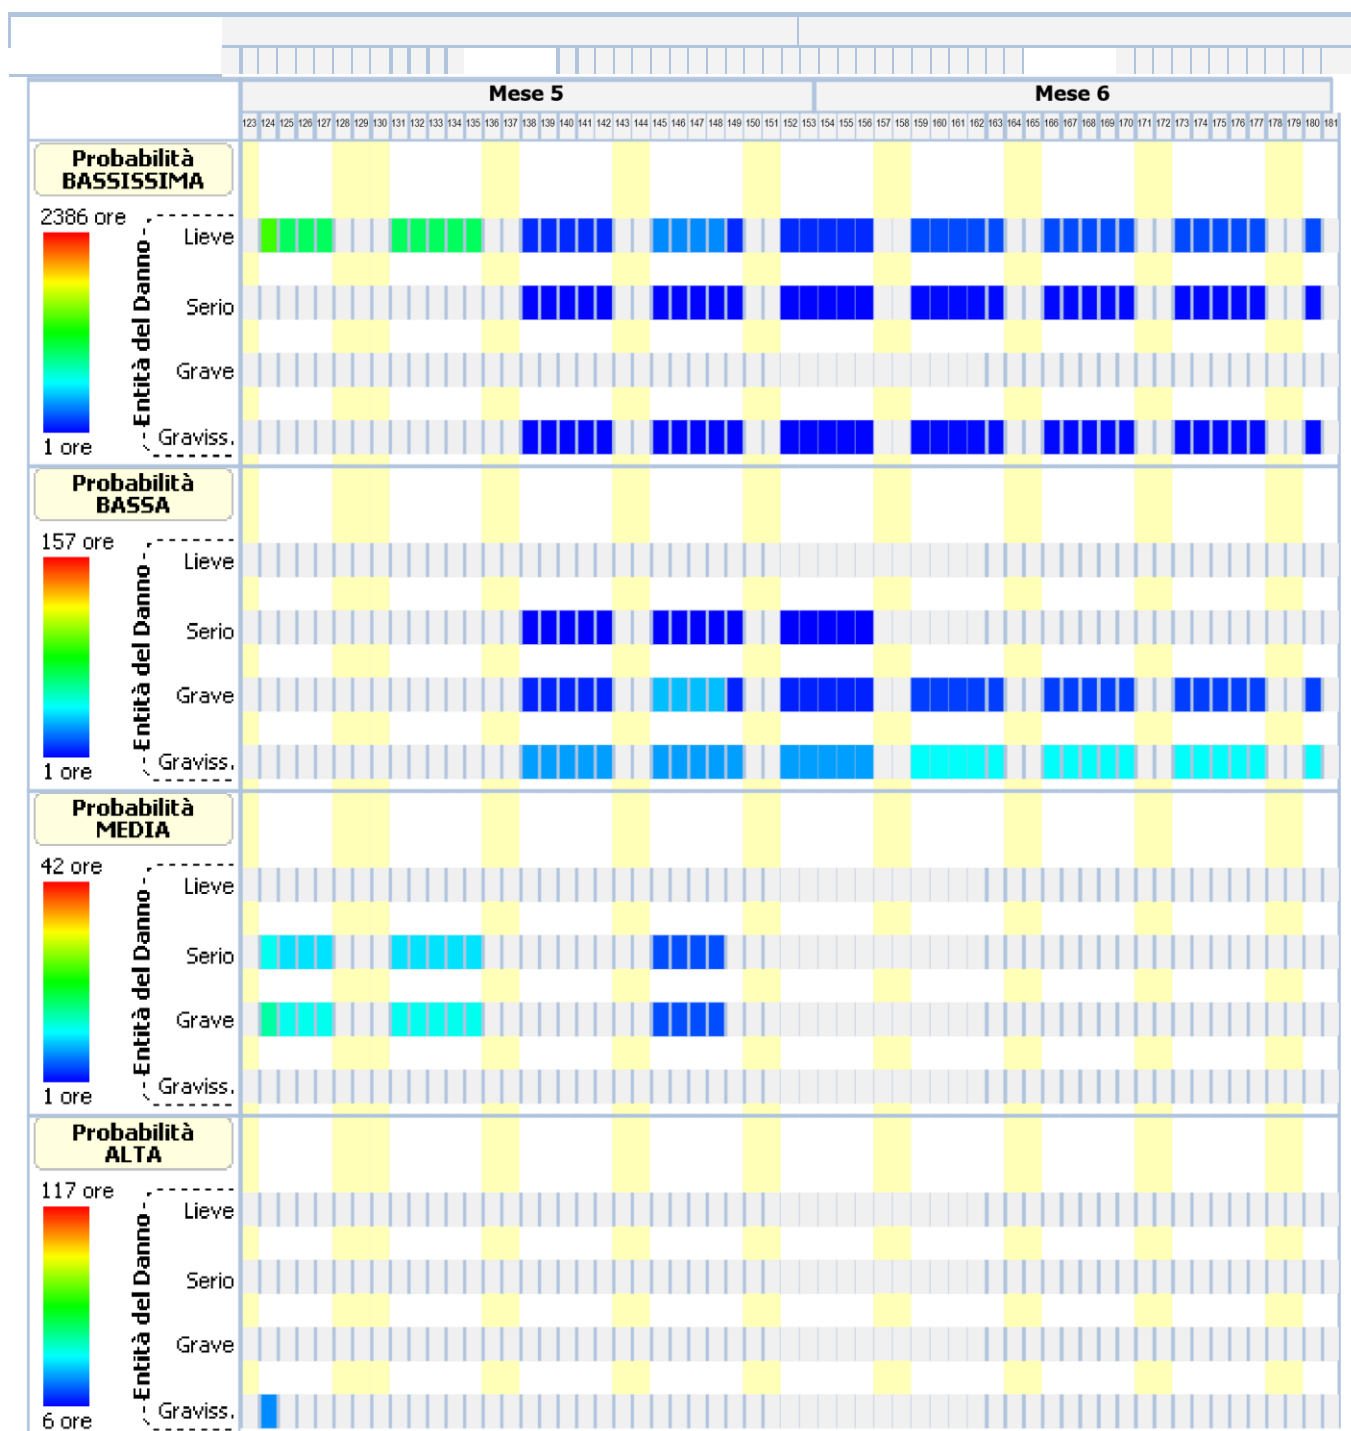 Mese 5 Mese 6
123 124 125 126 127 128 129 130 131 132 133 134 135 136 137 138 139 140 141 142 143 144 145 146 147 148 149 150 151 152 153 154 155 156 157 158 159 160 161 162 163 164 165 166 167 168 169 170 171 172 173 174 175 176 177 178 179 180 181
Probabilità
BASSISSIMA
2386 ore
Entità del Danno
Lieve
Serio
Grave
Graviss.
1 ore
Probabilità
BASSA
157 ore
Entità del Danno
Lieve
Serio
Grave
Graviss.
1 ore
Probabilità
MEDIA
42 ore
Entità del Danno
Lieve
Serio
Grave
Graviss.
1 ore
Probabilità
ALTA
117 ore
Entità del Danno
Lieve
Serio
Grave
Graviss.
6 ore